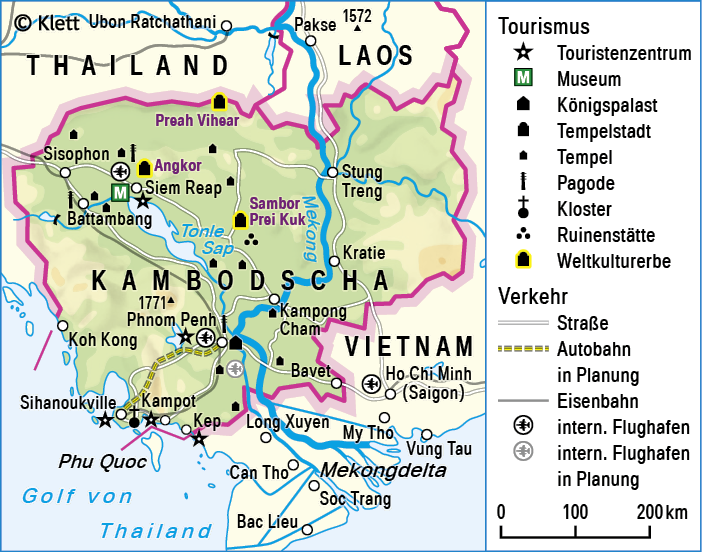 © Klett
Ubon Ratchathani
Pakse
1572
THAILAND
LAOS
Preah Vihear
Sisophon
Angkor
Siem Reap
M
Battambang
Stung
Treng
Sambor
Prei Kuk
Mekong
Tonle
Sap
Kratie
KAMBODSCHA
1771
Phnom Penh
Kampong
Cham
Koh Kong
VIETNAM
Bavet
Ho Chi Minh
(Saigon)
Sihanoukville
Kampot
Kep
Long Xuyen
My Tho
Vung Tau
Phu Quoc
Can Tho
Mekongdelta
Soc Trang
Golf von
Thailand
Bac Lieu
Tourismus
Touristenzentrum
M Museum
Königspalast
Tempelstadt
Tempel
Pagode
Kloster
Ruinenstätte
Weltkulturerbe
Verkehr
Straße
Autobahn
in Planung
Eisenbahn
intern. Flughafen
intern. Flughafen
in Planung
0 100 200 km